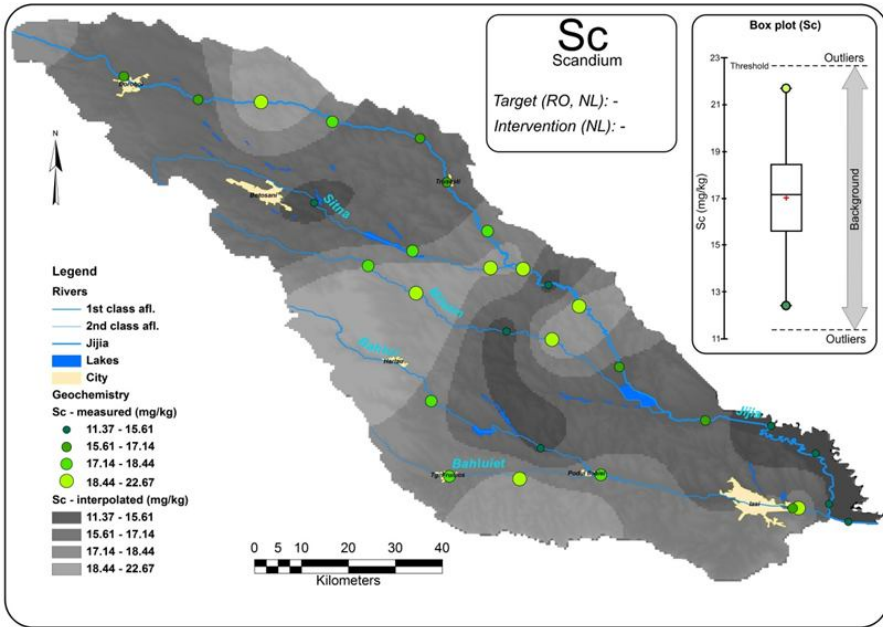 Sc
Scandium
Target (RO, NL): -
Intervention (NL): -
Box plot (Sc)
Outliers
Threshold
23
21
19
17
15
13
11
Sc (mg/kg)
Background
Outliers
N
Botosani
Sitna
Bahlui
Harlau
Bahluiet
Jijia
Iasi
Legend
Rivers
1st class afl.
2nd class afl.
Jijia
Lakes
City
Geochemistry
Sc - measured (mg/kg)
11.37 - 15.61
15.61 - 17.14
17.14 - 18.44
18.44 - 22.67
Sc - interpolated (mg/kg)
11.37 - 15.61
15.61 - 17.14
17.14 - 18.44
18.44 - 22.67
0 5 10 20 30 40
Kilometers